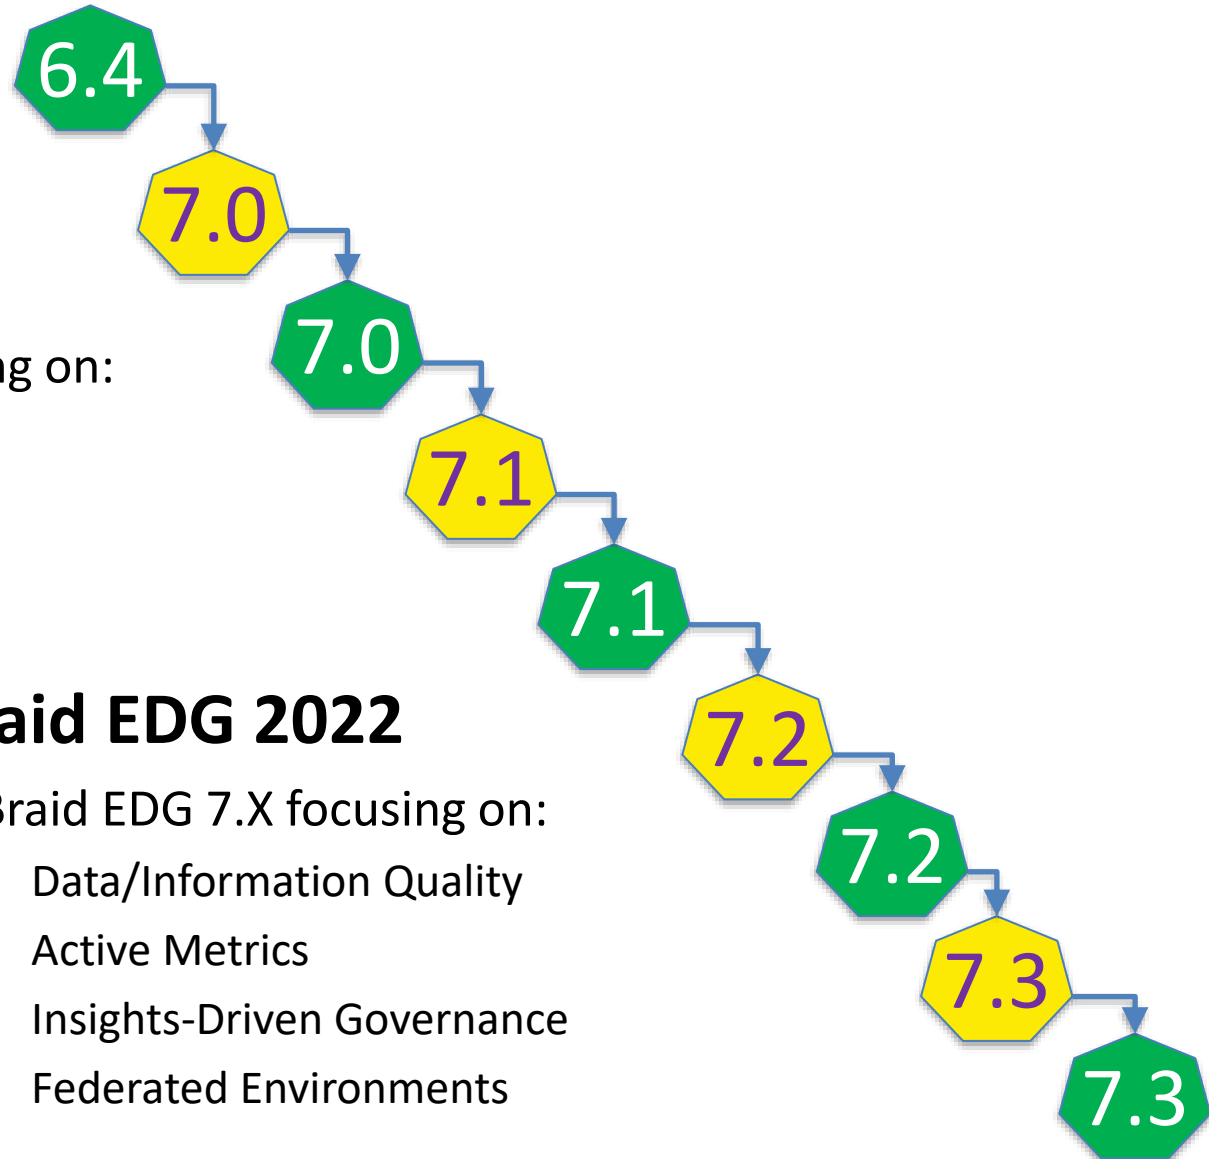 6.4
7.0
7.0
ng on:
7.1
7.1
aid EDG 2022
7.2
Braid EDG 7.X focusing on:
7.2
Data/Information Quality
Active Metrics
7.3
Insights-Driven Governance
Federated Environments
7.3